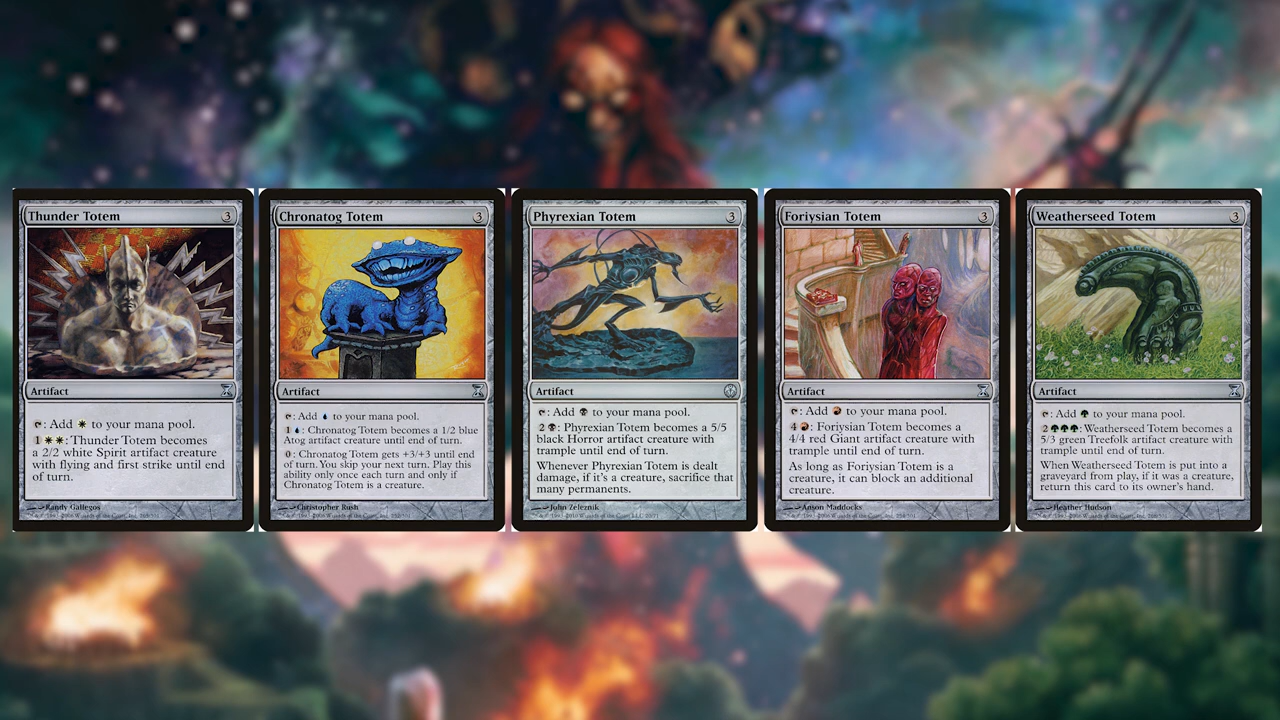 Thunder Totem 3
Artifact
: Add to your mana pool.
1 : Thunder Totem becomes
a 2/2 white Spirit artifact creature
with flying and first strike until end
of turn.
Randy Gallegos
Chronatog Totem 3
Artifact
: Add to your mana pool.
1 : Chronatog Totem becomes a 1/2 blue
Atog artifact creature until end of turn.
0: Chronatog Totem gets +3/+3 until end
of turn. You skip your next turn. Play this
ability only once each turn and only if
Chronatog Totem is a creature.
Christopher Rush
Phyrexian Totem 3
Artifact
: Add to your mana pool.
2 : Phyrexian Totem becomes a 5/5
black Horror artifact creature with
trample until end of turn.
Whenever Phyrexian Totem is dealt
damage, if it's a creature, sacrifice that
many permanents.
John Zeleznik
Foriysian Totem 3
Artifact
: Add to your mana pool.
4 : Foriysian Totem becomes a
4/4 red Giant artifact creature with
trample until end of turn.
As long as Foriysian Totem is a
creature, it can block an additional
creature.
Anson Maddocks
Weatherseed Totem 3
Artifact
: Add to your mana pool.
2 : Weatherseed Totem becomes a
5/3 green Treefolk artifact creature with
trample until end of turn.
When Weatherseed Totem is put into a
graveyard from play, if it was a creature,
return this card to its owner's hand.
Heather Hudson